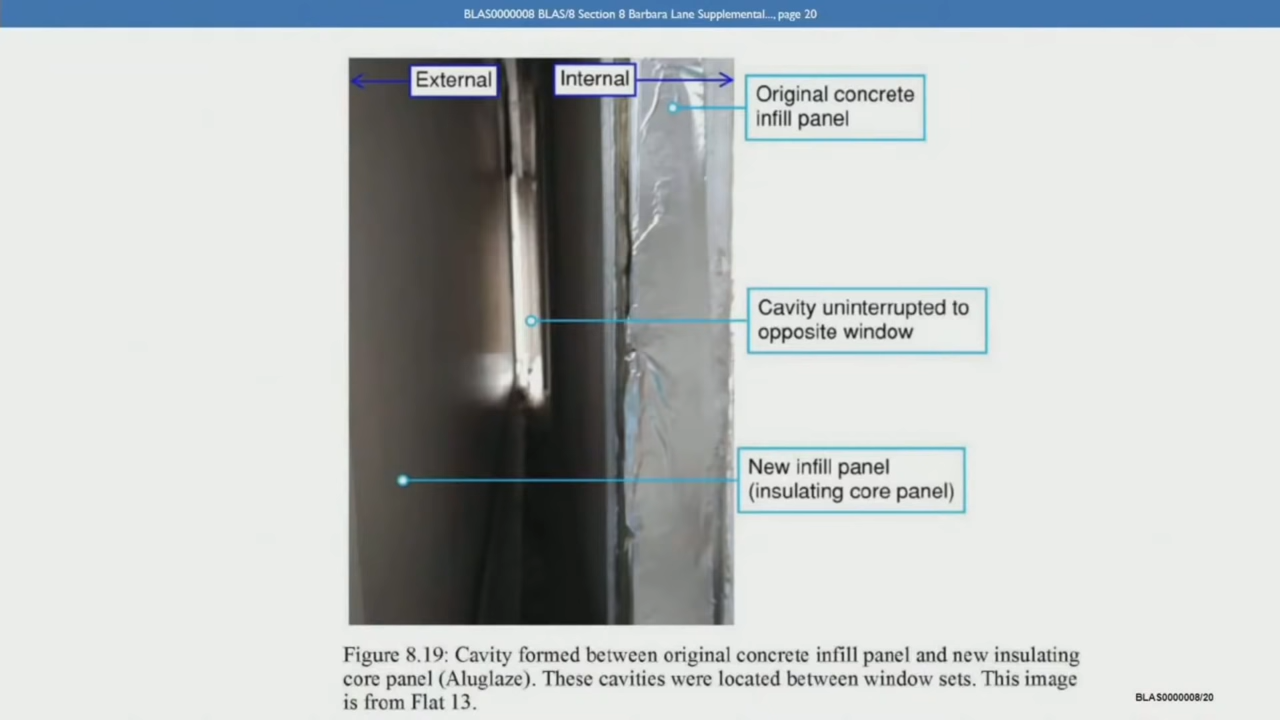 BLAS0000008 BLAS/8 Section 8 Barbara Lane Supplemental..., page 20
External
Internal
Original concrete
infill panel
Cavity uninterrupted to
opposite window
New infill panel
(insulating core panel)
Figure 8.19: Cavity formed between original concrete infill panel and new insulating
core panel (Aluglaze). These cavities were located between window sets. This image
is from Flat 13.
BLAS0000008/20